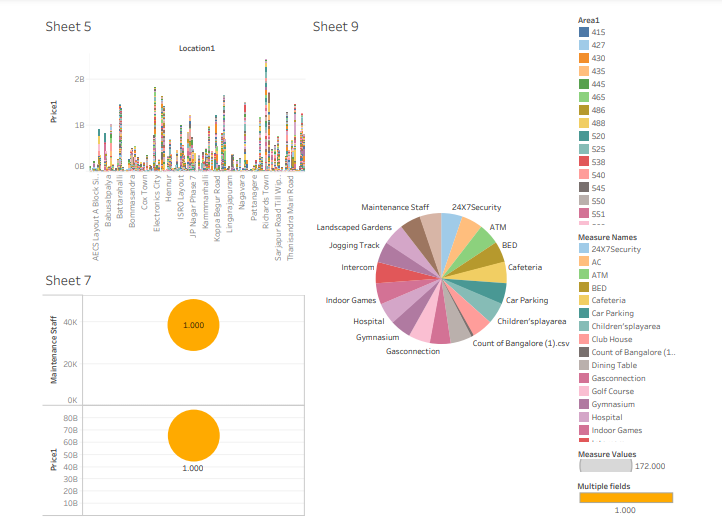 Sheet 5
Location1
Price1
2B
1B
0B
AECS Layout A Block Si..
Babusabpalya
Battarahalli
Bommasandra
Cox Town
Electronics City
Hennur
ISRO Layout
JP Nagar Phase 7
Kammmanhalli
Koppa Begur Road
Lingarajapuram
Nagavara
Pattanagere
Richards Town
Sarjapur Road Till Wip..
Thanisandra Main Road
Sheet 9
Maintenance Staff
24X7Security
Landscaped Gardens
ATM
Jogging Track
BED
Intercom
Cafeteria
Indoor Games
Car Parking
Hospital
Children'splayarea
Gymnasium
Count of Bangalore (1).csv
Gasconnection
Sheet 7
Maintenance Staff
40K
20K
0K
1.000
Price1
80B
70B
60B
50B
40B
30B
20B
10B
1.000
Area1
415
427
430
435
445
465
486
488
520
525
538
540
545
550
551
Measure Names
24X7Security
AC
ATM
BED
Cafeteria
Car Parking
Children'splayarea
Club House
Count of Bangalore (1..
Dining Table
Gasconnection
Golf Course
Gymnasium
Hospital
Indoor Games
Measure Values
172.000
Multiple fields
1.000